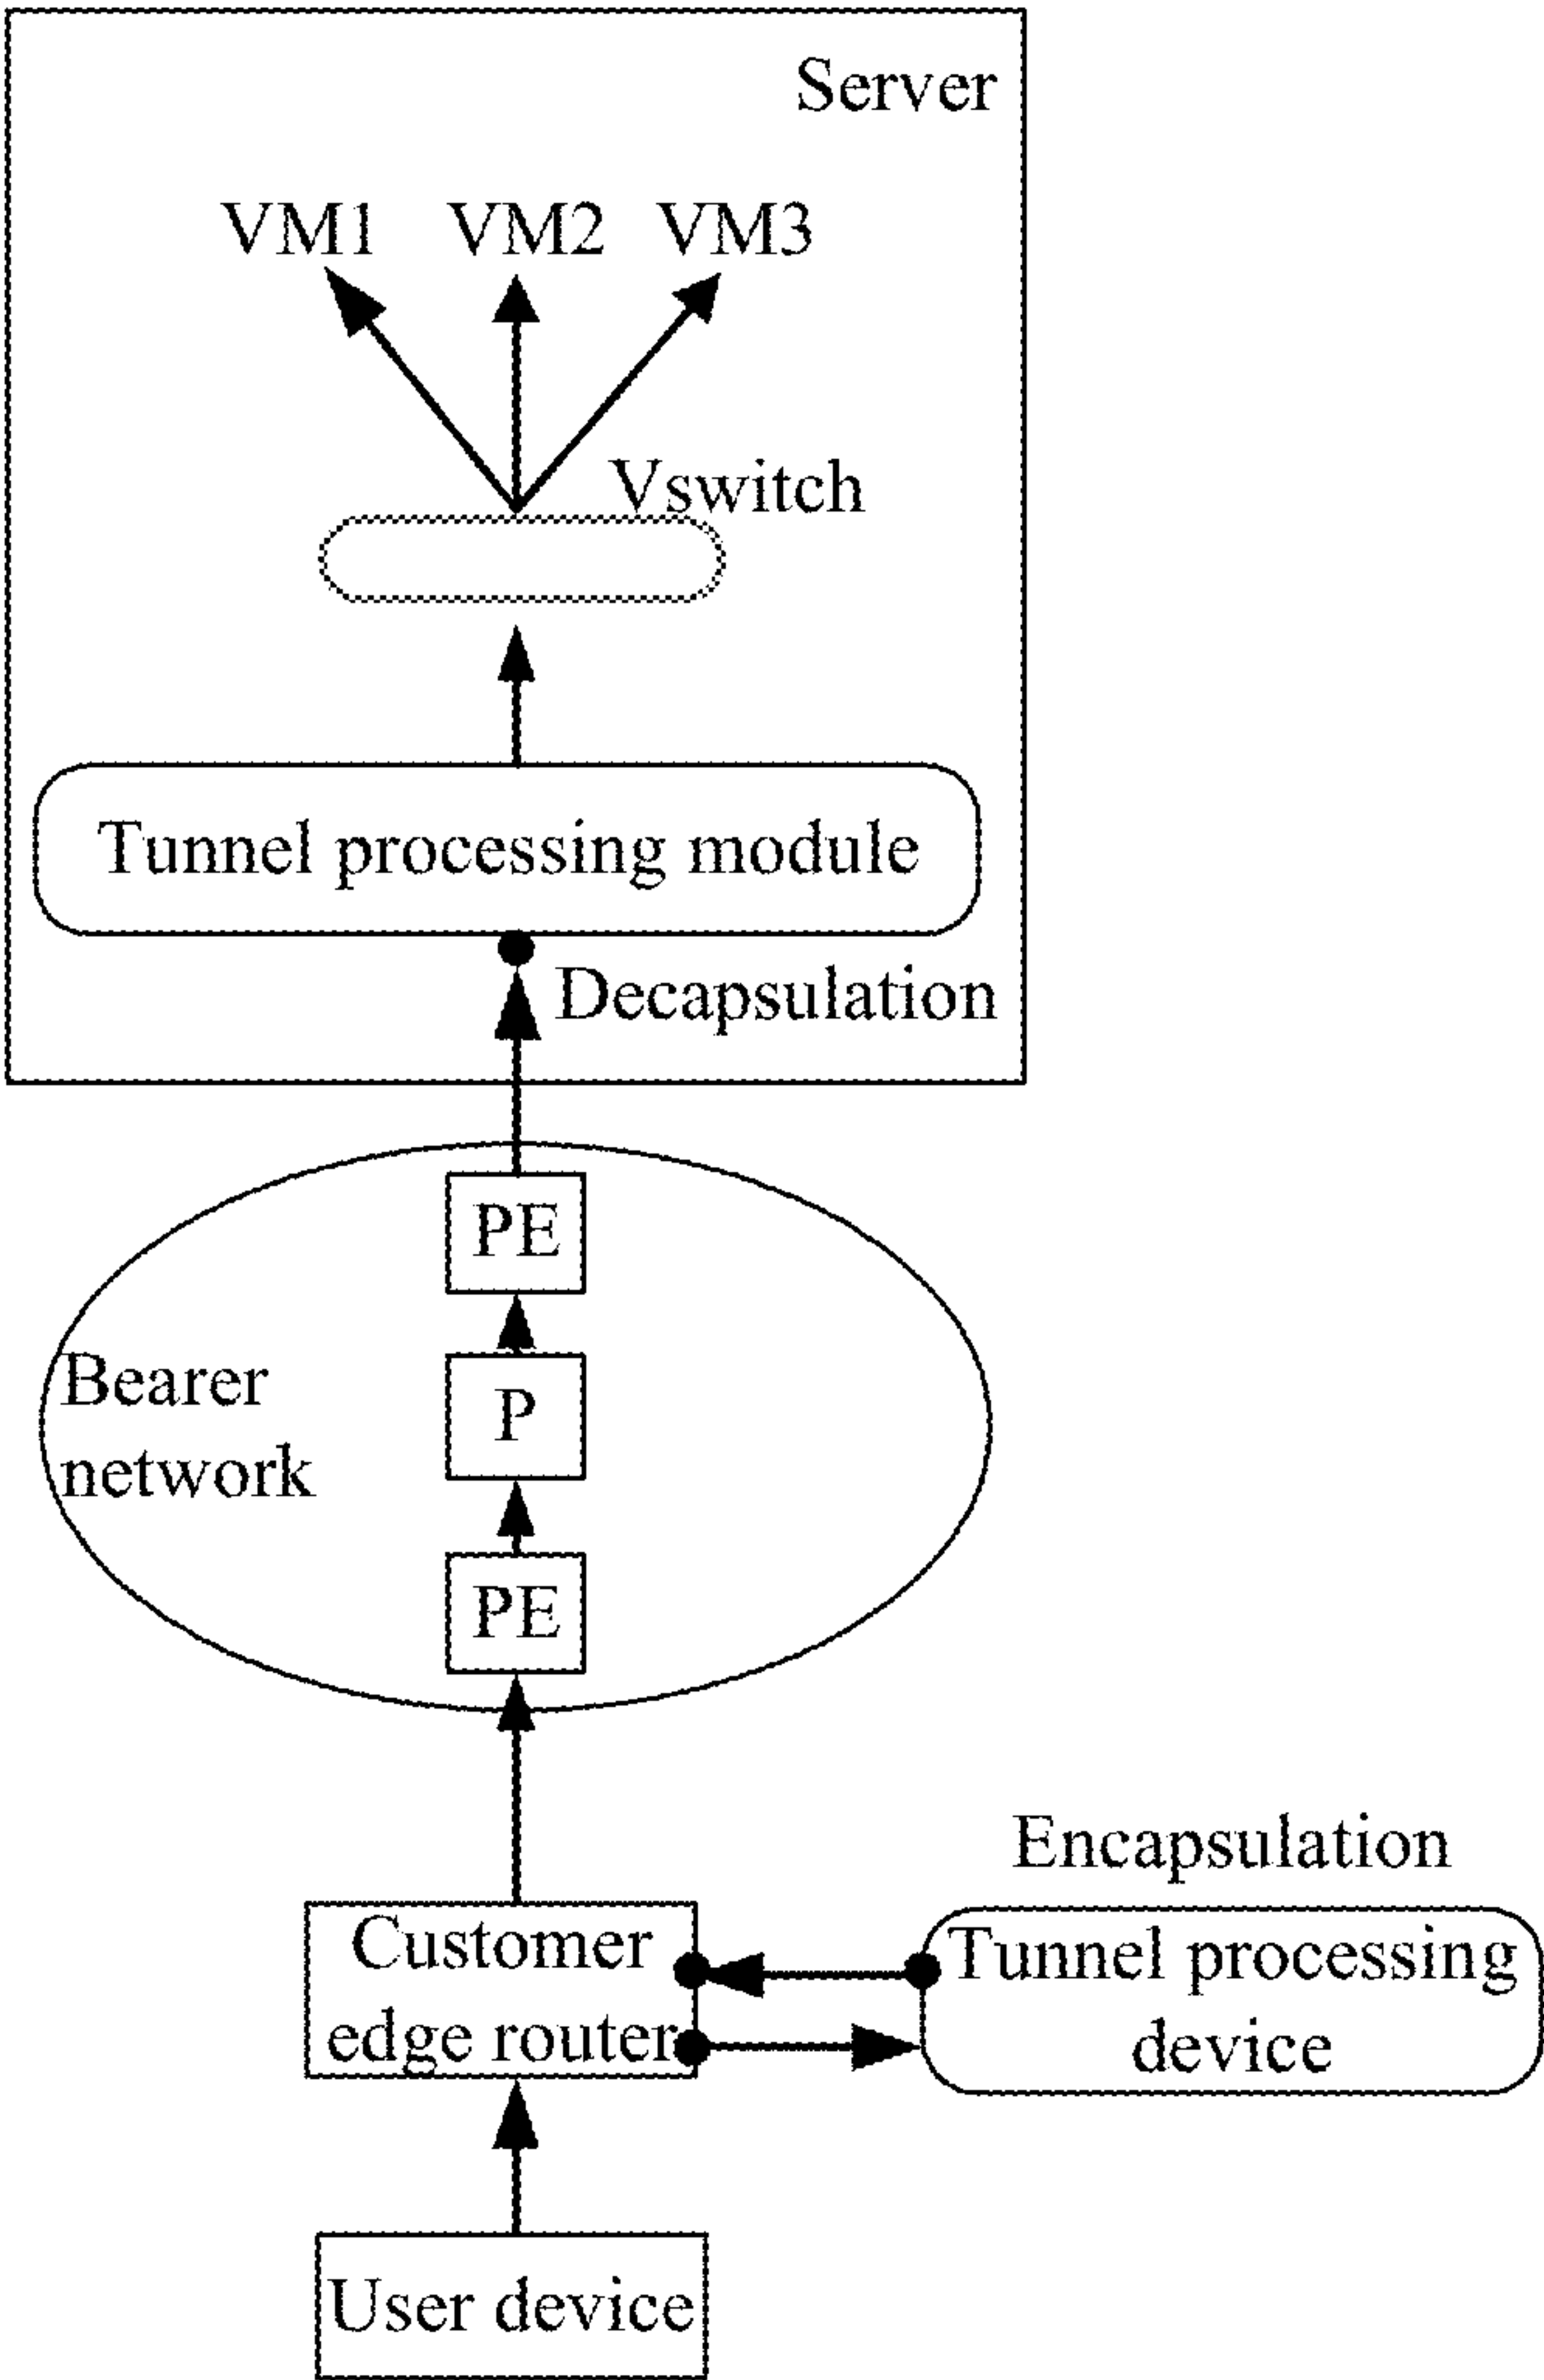 Server
VM1 VM2 VM3
Vswitch
Tunnel processing module
Decapsulation
PE
Bearer
network
P
PE
Encapsulation
Customer
edge router
Tunnel processing
device
User device